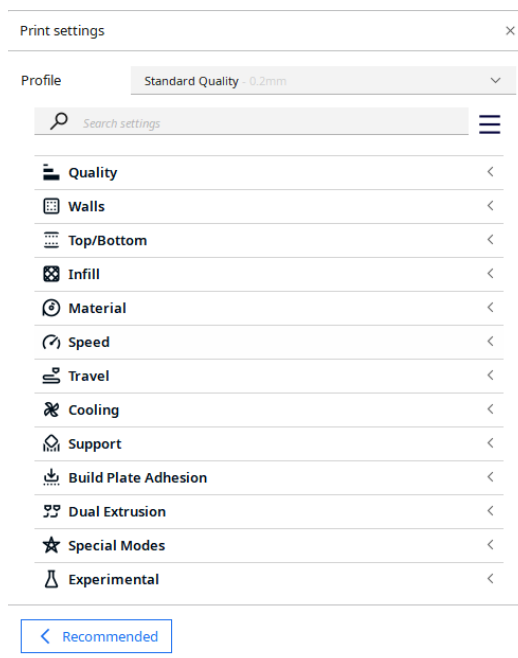 Print settings
Profile
Standard Quality - 0.2mm
Search settings
Quality
Walls
Top/Bottom
Infill
Material
Speed
Travel
Cooling
Support
Build Plate Adhesion
Dual Extrusion
Special Modes
Experimental
Recommended